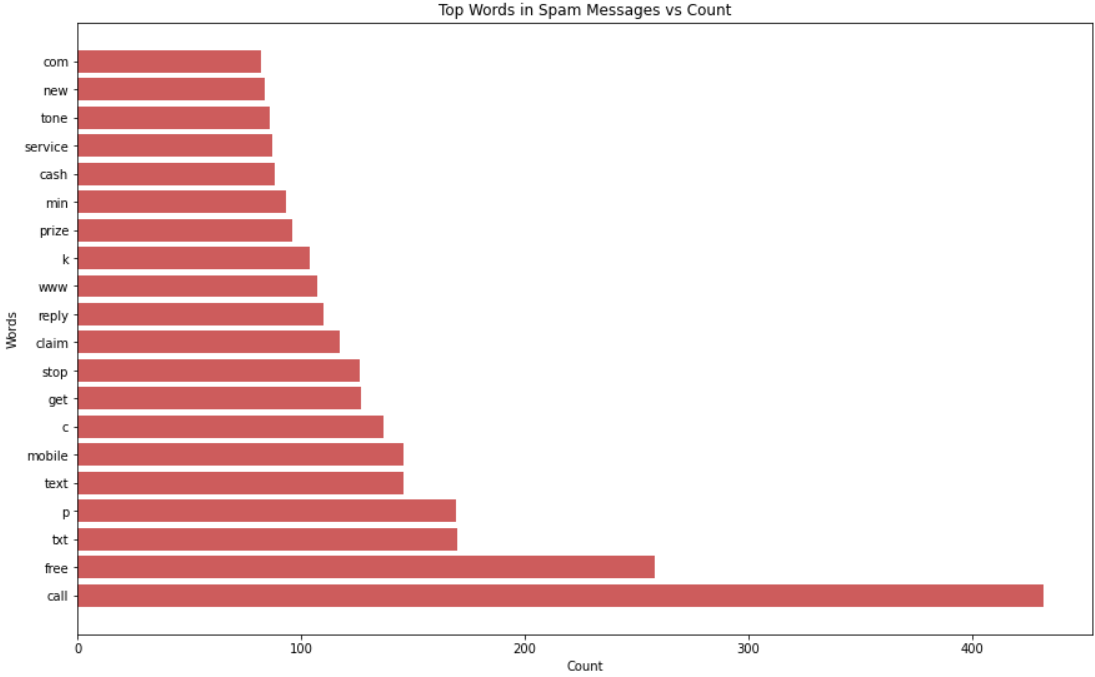 Top Words in Spam Messages vs Count
com
new
tone
service
cash
min
prize
k
www
reply
claim
stop
get
c
mobile
text
p
txt
free
call
Words
0 100 200 300 400
Count